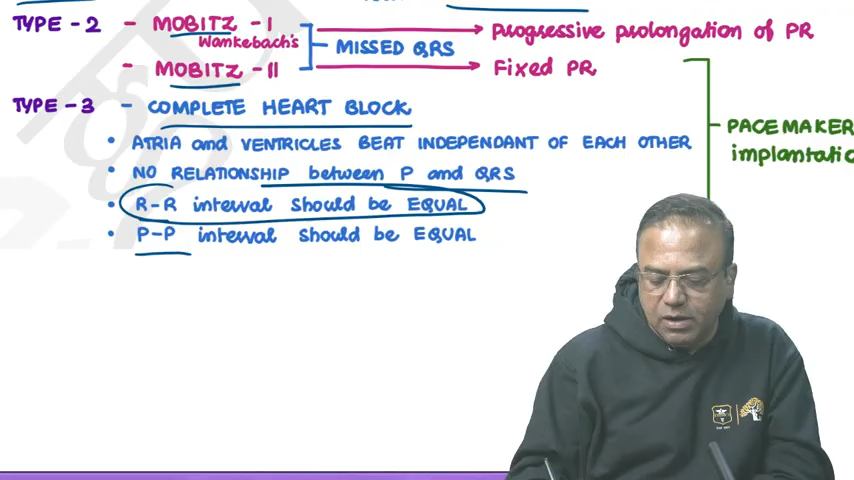 TYPE - 2 - MOBITZ - I
Wankebach's
MISSED QRS
Progressive prolongation of PR
- MOBITZ - II
Fixed PR
TYPE - 3 - COMPLETE HEART BLOCK
• ATRIA and VENTRICLES BEAT INDEPENDANT OF EACH OTHER
• NO RELATIONSHIP between P and QRS
• R-R interval should be EQUAL
• P-P interval should be EQUAL
PACEMAKER
implantatio